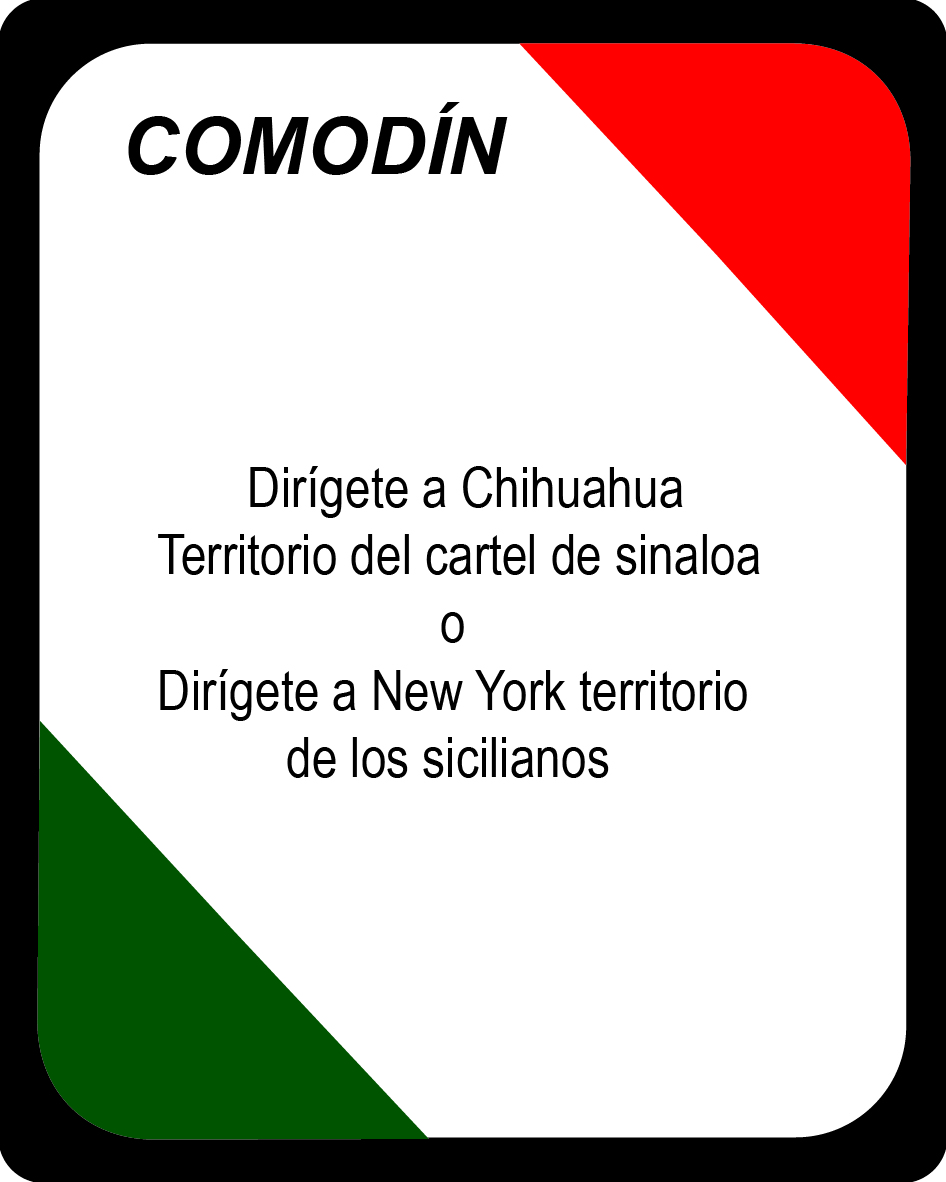 COMODÍN
Dirígete a Chihuahua
Territorio del cartel de sinaloa
o
Dirígete a New York territorio
de los sicilianos